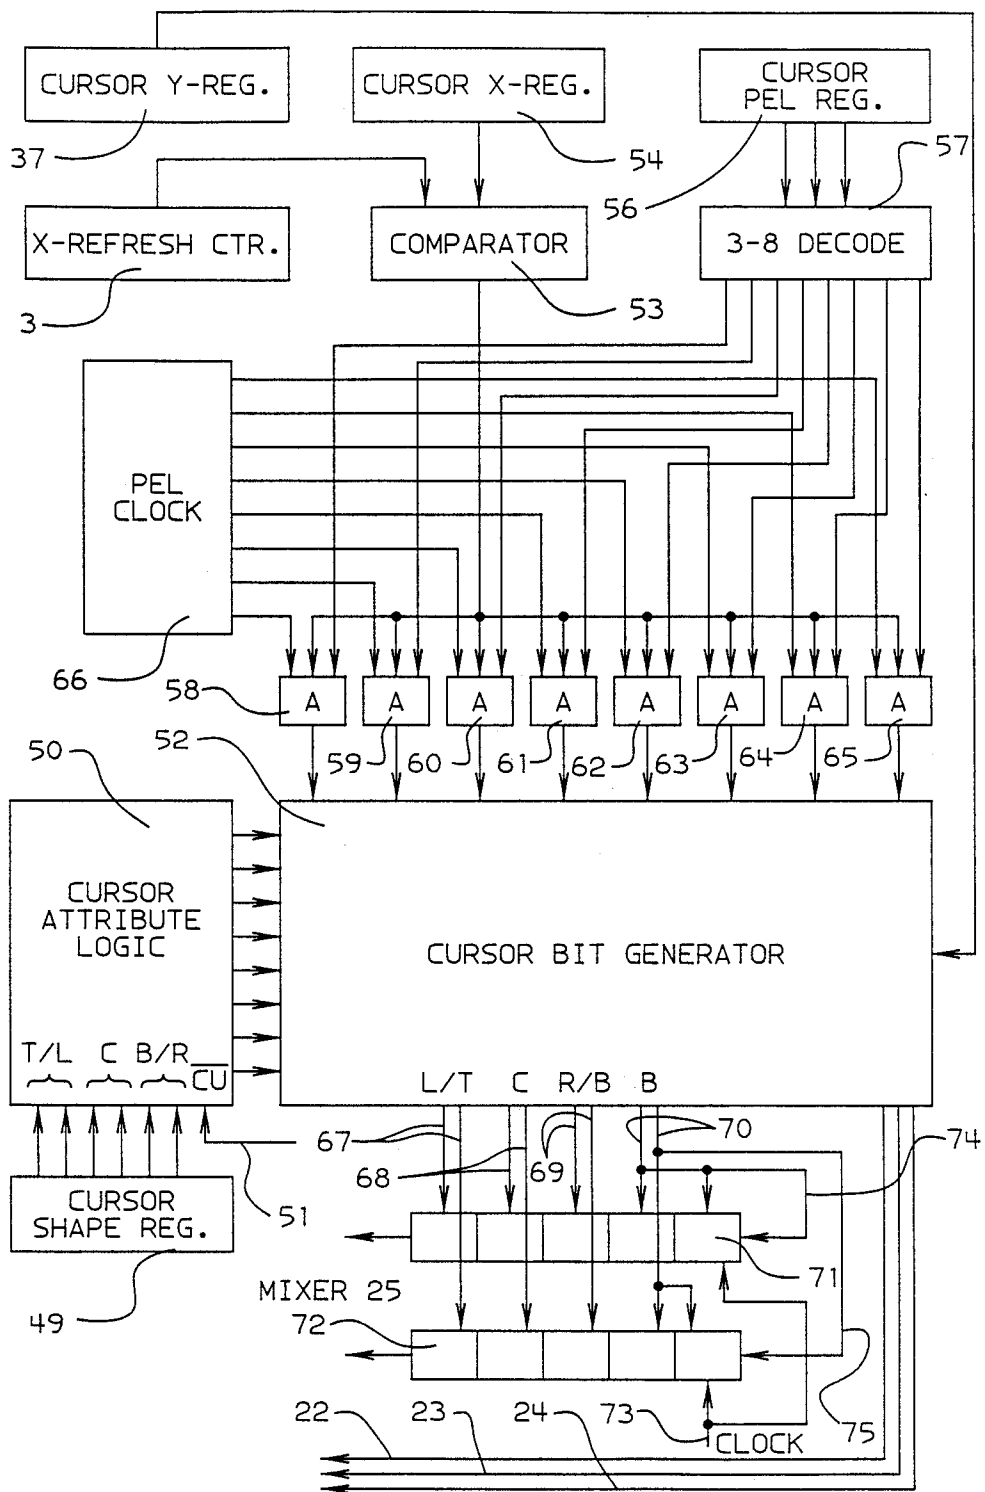 CURSOR Y-REG.
CURSOR X-REG.
CURSOR
PEL REG.
37
54
56
57
X-REFRESH CTR.
COMPARATOR
3-8 DECODE
3
53
PEL
CLOCK
66
58
A
A
A
A
A
A
A
A
59
60
61
62
63
64
65
50
52
CURSOR
ATTRIBUTE
LOGIC
CURSOR BIT GENERATOR
T/L
C
B/R
CU
L/T
C
R/B
B
67
68
69
70
74
CURSOR
SHAPE REG.
51
71
49
MIXER 25
72
73
CLOCK
75
22
23
24